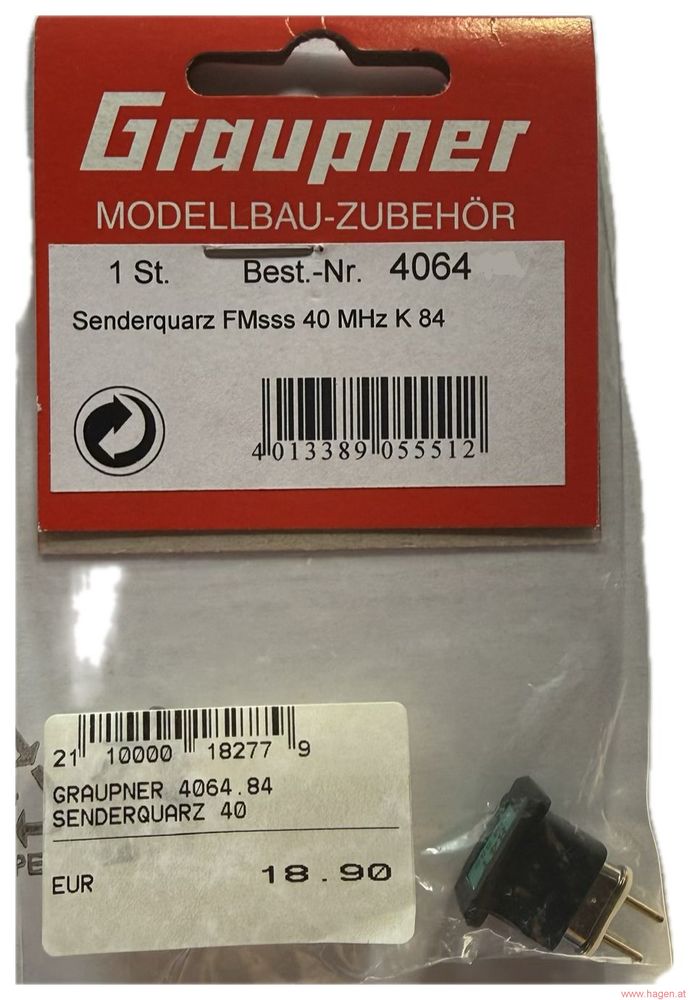 Graupner
MODELLBAU-ZUBEHÖR
1 St. Best.-Nr. 4064
Senderquarz FMsss 40 MHz K 84
4 013389 055512
21 10000 18277 9
GRAUPNER 4064.84
SENDERQUARZ 40
EUR 18.90
PE
www.hagen.at